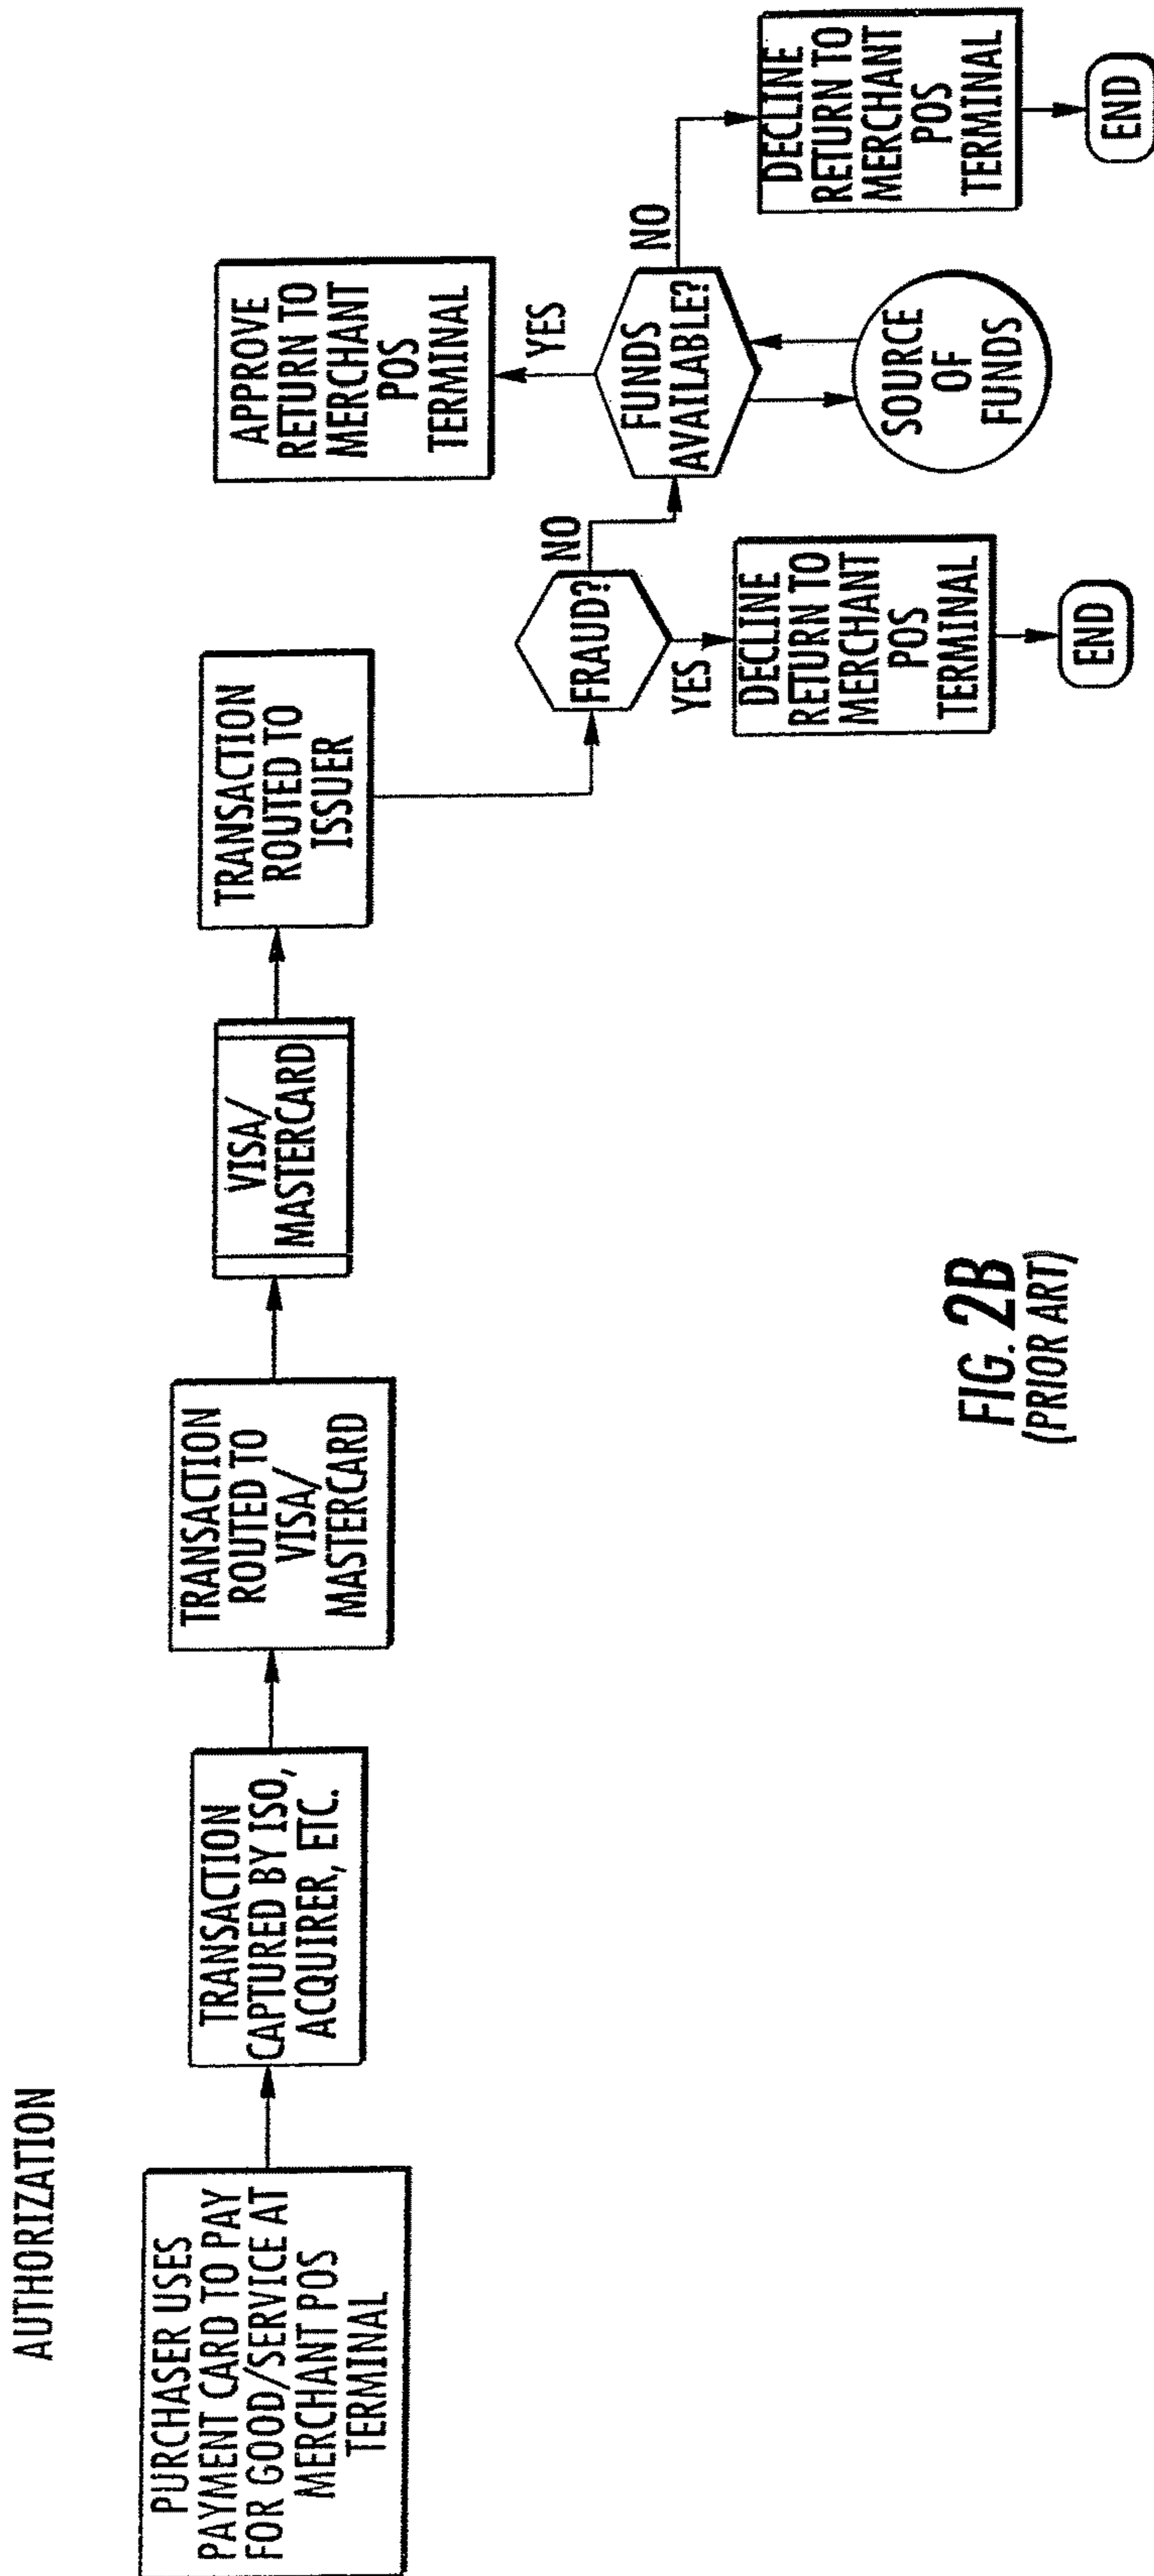 AUTHORIZATION
PURCHASER USES
PAYMENT CARD TO PAY
FOR GOOD/SERVICE AT
MERCHANT POS
TERMINAL
TRANSACTION
CAPTURED BY ISO,
ACQUIRER, ETC.
TRANSACTION
ROUTED TO
VISA/
MASTERCARD
VISA/
MASTERCARD
TRANSACTION
ROUTED TO
ISSUER
FRAUD?
YES
NO
DECLINE
RETURN TO
MERCHANT
POS
TERMINAL
END
FUNDS
AVAILABLE?
YES
NO
APPROVE
RETURN TO
MERCHANT
POS
TERMINAL
SOURCE
OF
FUNDS
DECLINE
RETURN TO
MERCHANT
POS
TERMINAL
END
FIG. 2B
(PRIOR ART)